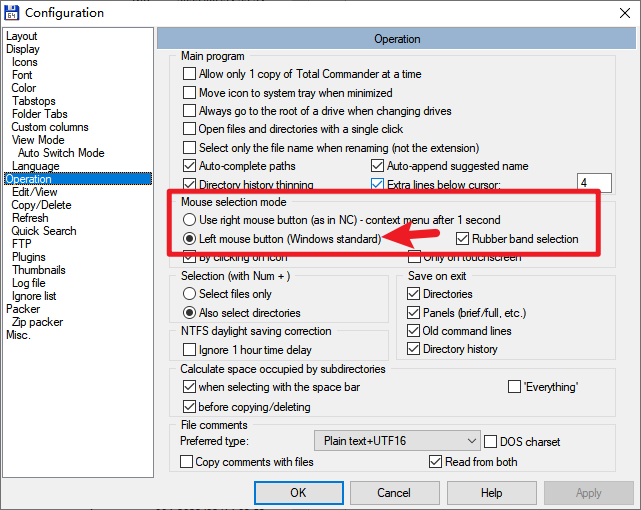 Configuration
Layout
Display
Icons
Font
Color
Tabstops
Folder Tabs
Custom columns
View Mode
Auto Switch Mode
Language
Operation
Edit/View
Copy/Delete
Refresh
Quick Search
FTP
Plugins
Thumbnails
Log file
Ignore list
Packer
Zip packer
Misc.
Operation
Main program
Allow only 1 copy of Total Commander at a time
Move icon to system tray when minimized
Always go to the root of a drive when changing drives
Open files and directories with a single click
Select only the file name when renaming (not the extension)
Auto-complete paths Auto-append suggested name
Directory history thinning Extra lines below cursor: 4
Mouse selection mode
Use right mouse button (as in NC) - context menu after 1 second
Left mouse button (Windows standard) Rubber band selection
By clicking on icon Only on touchscreen
Selection (with Num + )
Select files only
Also select directories
Save on exit
Directories
Panels (brief/full, etc.)
Old command lines
Directory history
NTFS daylight saving correction
Ignore 1 hour time delay
Calculate space occupied by subdirectories
when selecting with the space bar 'Everything'
before copying/deleting
File comments
Preferred type: Plain text+UTF16 DOS charset
Copy comments with files Read from both
OK Cancel Help Apply